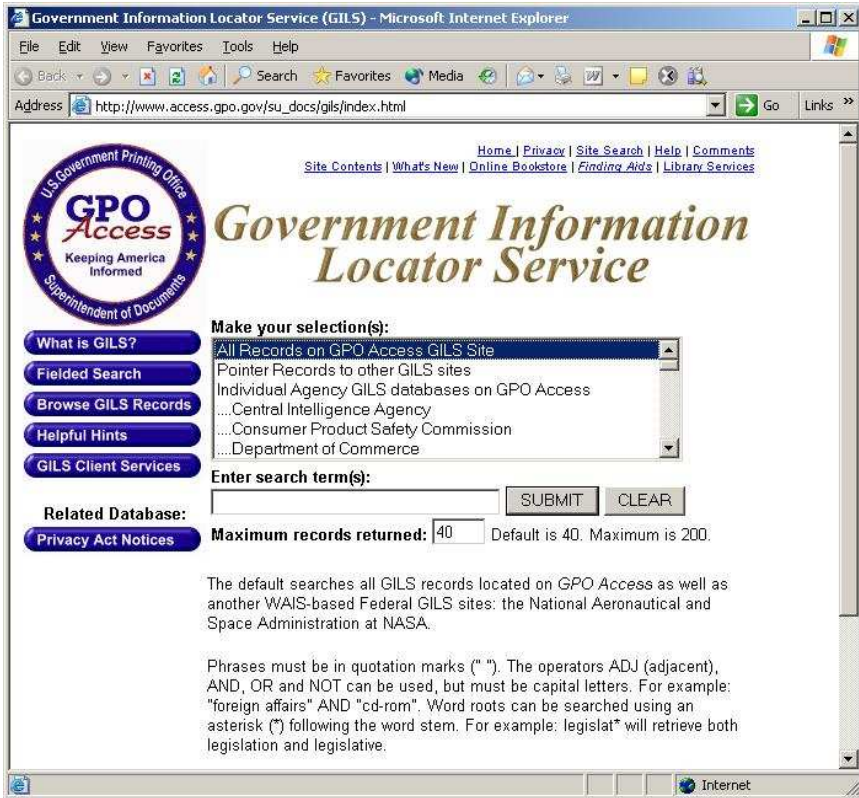 Government Information Locator Service (GILS) - Microsoft Internet Explorer
File Edit View Favorites Tools Help
Back Search Favorites Media
Address http://www.access.gpo.gov/su_docs/gils/index.html Go Links »
Home | Privacy | Site Search | Help | Comments
Site Contents | What's New | Online Bookstore | Finding Aids | Library Services
U.S. Government Printing Office
GPO
Access
Keeping America
Informed
Superintendent of Documents
Government Information
Locator Service
What is GILS?
Fielded Search
Browse GILS Records
Helpful Hints
GILS Client Services
Related Database:
Privacy Act Notices
Make your selection(s):
All Records on GPO Access GILS Site
Pointer Records to other GILS sites
Individual Agency GILS databases on GPO Access
....Central Intelligence Agency
....Consumer Product Safety Commission
....Department of Commerce
Enter search term(s):
SUBMIT CLEAR
Maximum records returned: 40 Default is 40. Maximum is 200.
The default searches all GILS records located on GPO Access as well as
another WAIS-based Federal GILS sites: the National Aeronautical and
Space Administration at NASA.
Phrases must be in quotation marks (" "). The operators ADJ (adjacent),
AND, OR and NOT can be used, but must be capital letters. For example:
"foreign affairs" AND "cd-rom". Word roots can be searched using an
asterisk (*) following the word stem. For example: legislat* will retrieve both
legislation and legislative.
Internet